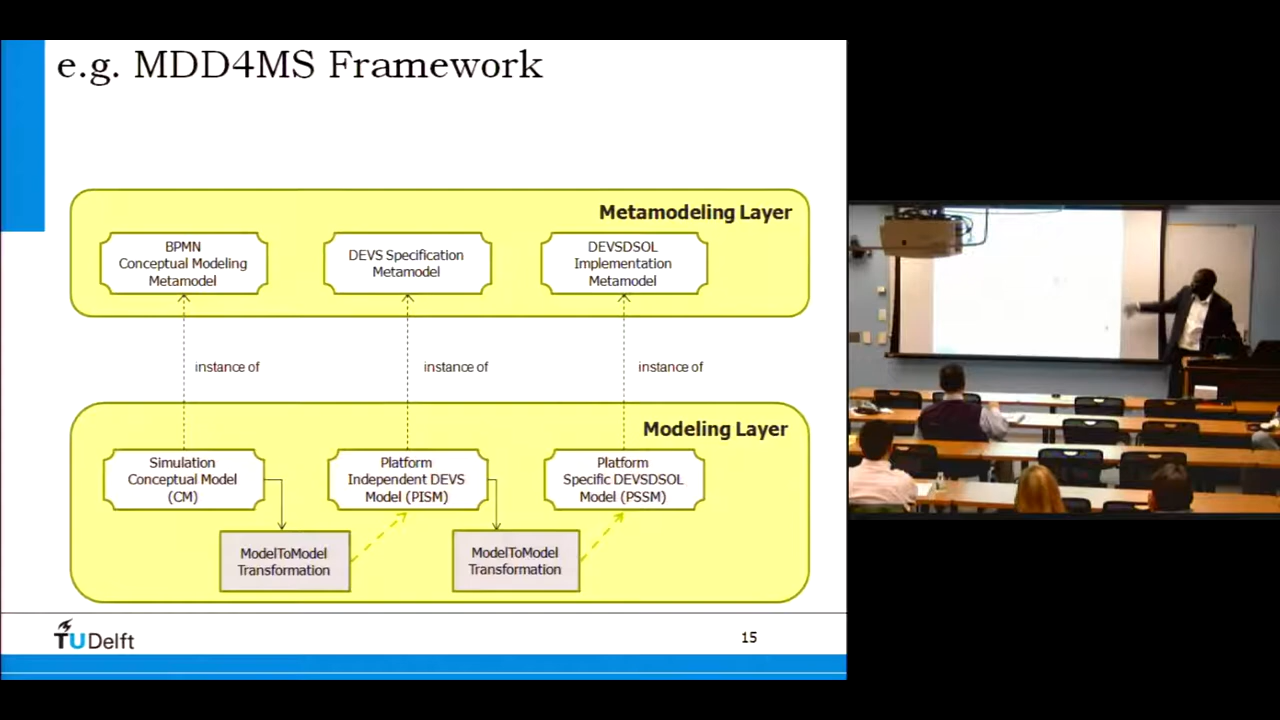 e.g. MDD4MS Framework
Metamodeling Layer
BPMN
Conceptual Modeling
Metamodel
DEVS Specification
Metamodel
DEVSDSOL
Implementation
Metamodel
instance of
instance of
instance of
Modeling Layer
Simulation
Conceptual Model
(CM)
Platform
Independent DEVS
Model (PISM)
Platform
Specific DEVSDSOL
Model (PSSM)
ModelToModel
Transformation
ModelToModel
Transformation
TUDelft
15